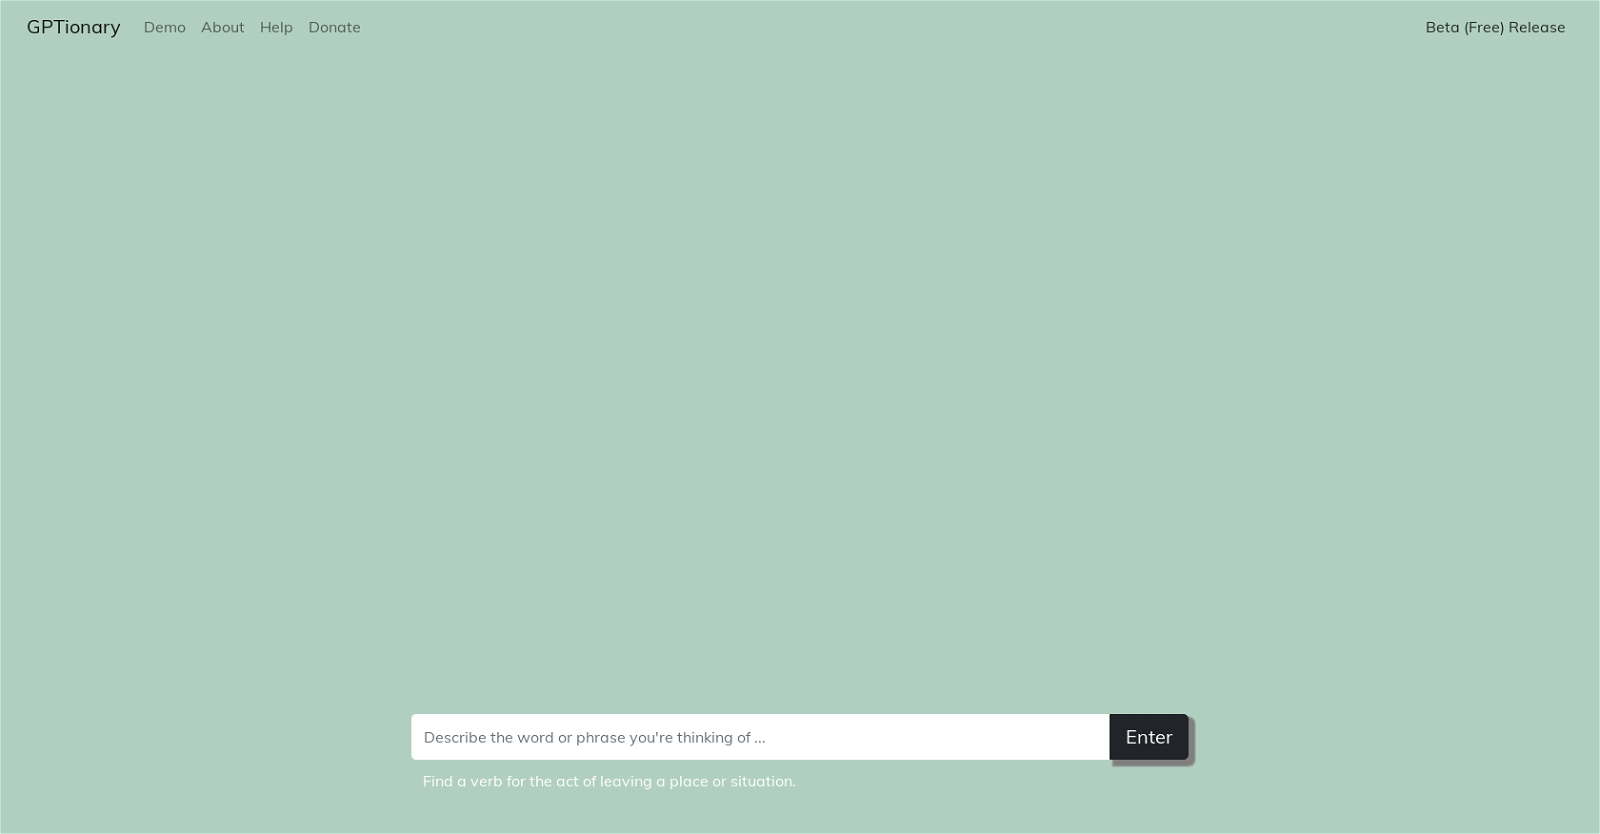 GPTionary Demo About Help Donate Beta (Free) Release
Describe the word or phrase you're thinking of ...
Enter
Find a verb for the act of leaving a place or situation.